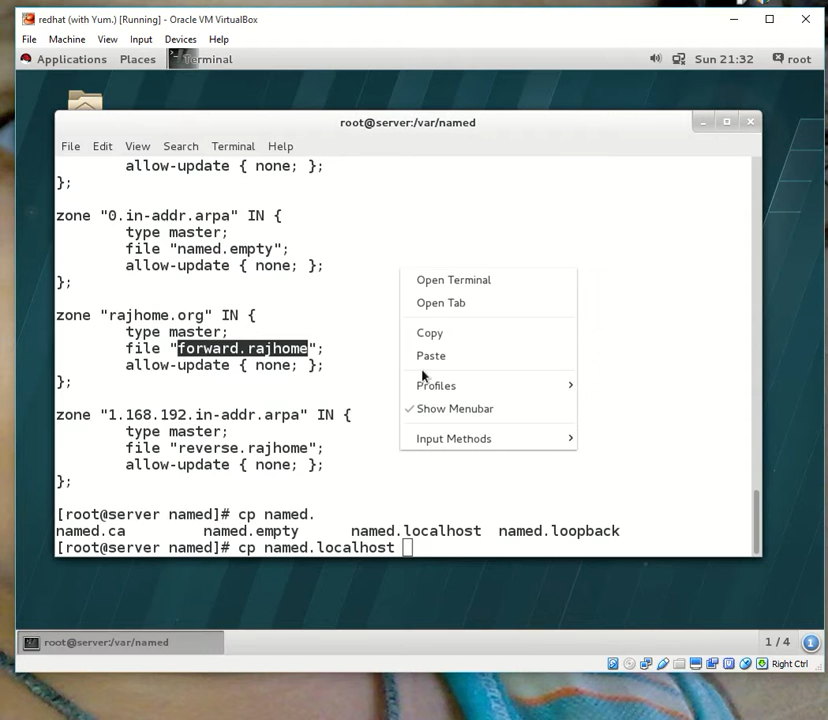 redhat (with Yum.) [Running] - Oracle VM VirtualBox
File Machine View Input Devices Help
Applications Places Terminal Sun 21:32 root
root@server:/var/named
File Edit View Search Terminal Help
allow-update { none; };
};
zone "0.in-addr.arpa" IN {
type master;
file "named.empty";
allow-update { none; };
};
zone "rajhome.org" IN {
type master;
file "forward.rajhome";
allow-update { none; };
};
zone "1.168.192.in-addr.arpa" IN {
type master;
file "reverse.rajhome";
allow-update { none; };
};
[root@server named]# cp named.
named.ca named.empty named.localhost named.loopback
[root@server named]# cp named.localhost
Open Terminal
Open Tab
Copy
Paste
Profiles
Show Menubar
Input Methods
root@server:/var/named 1 / 4 1
Right Ctrl